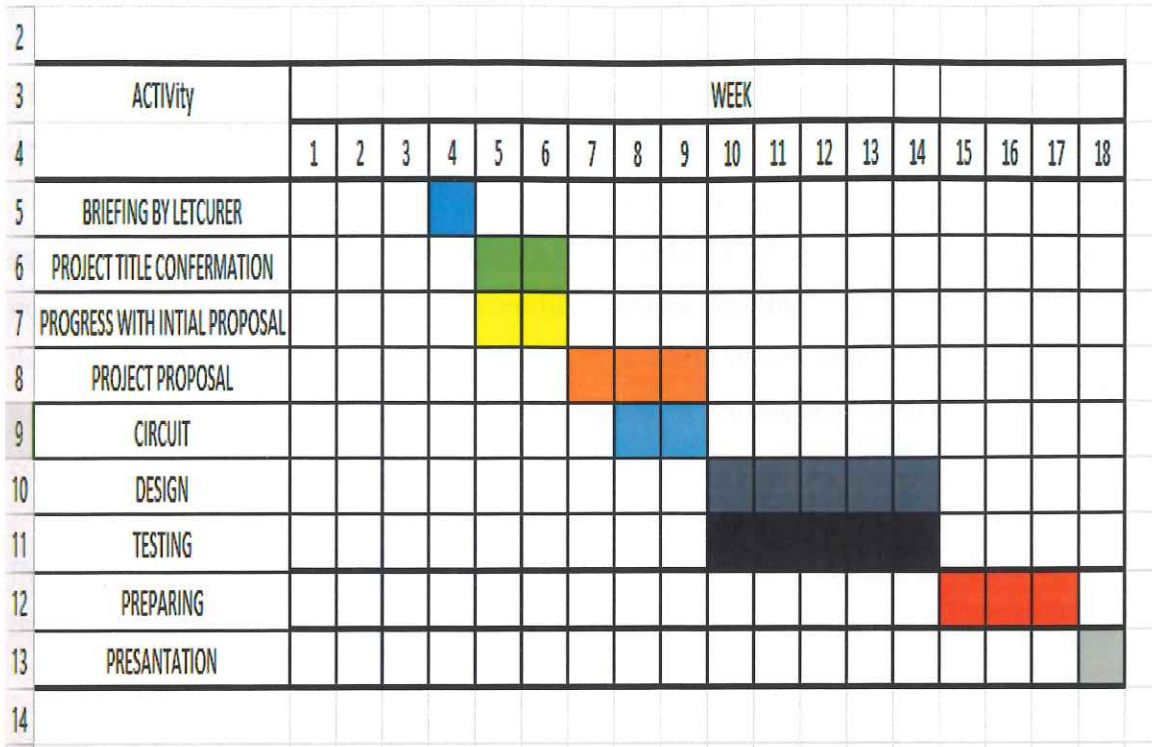 2
3 ACTIVity WEEK
4 1 2 3 4 5 6 7 8 9 10 11 12 13 14 15 16 17 18
5 BRIEFING BY LETCURER
6 PROJECT TITLE CONFERMATION
7 PROGRESS WITH INTIAL PROPOSAL
8 PROJECT PROPOSAL
9 CIRCUIT
10 DESIGN
11 TESTING
12 PREPARING
13 PRESANTATION
14